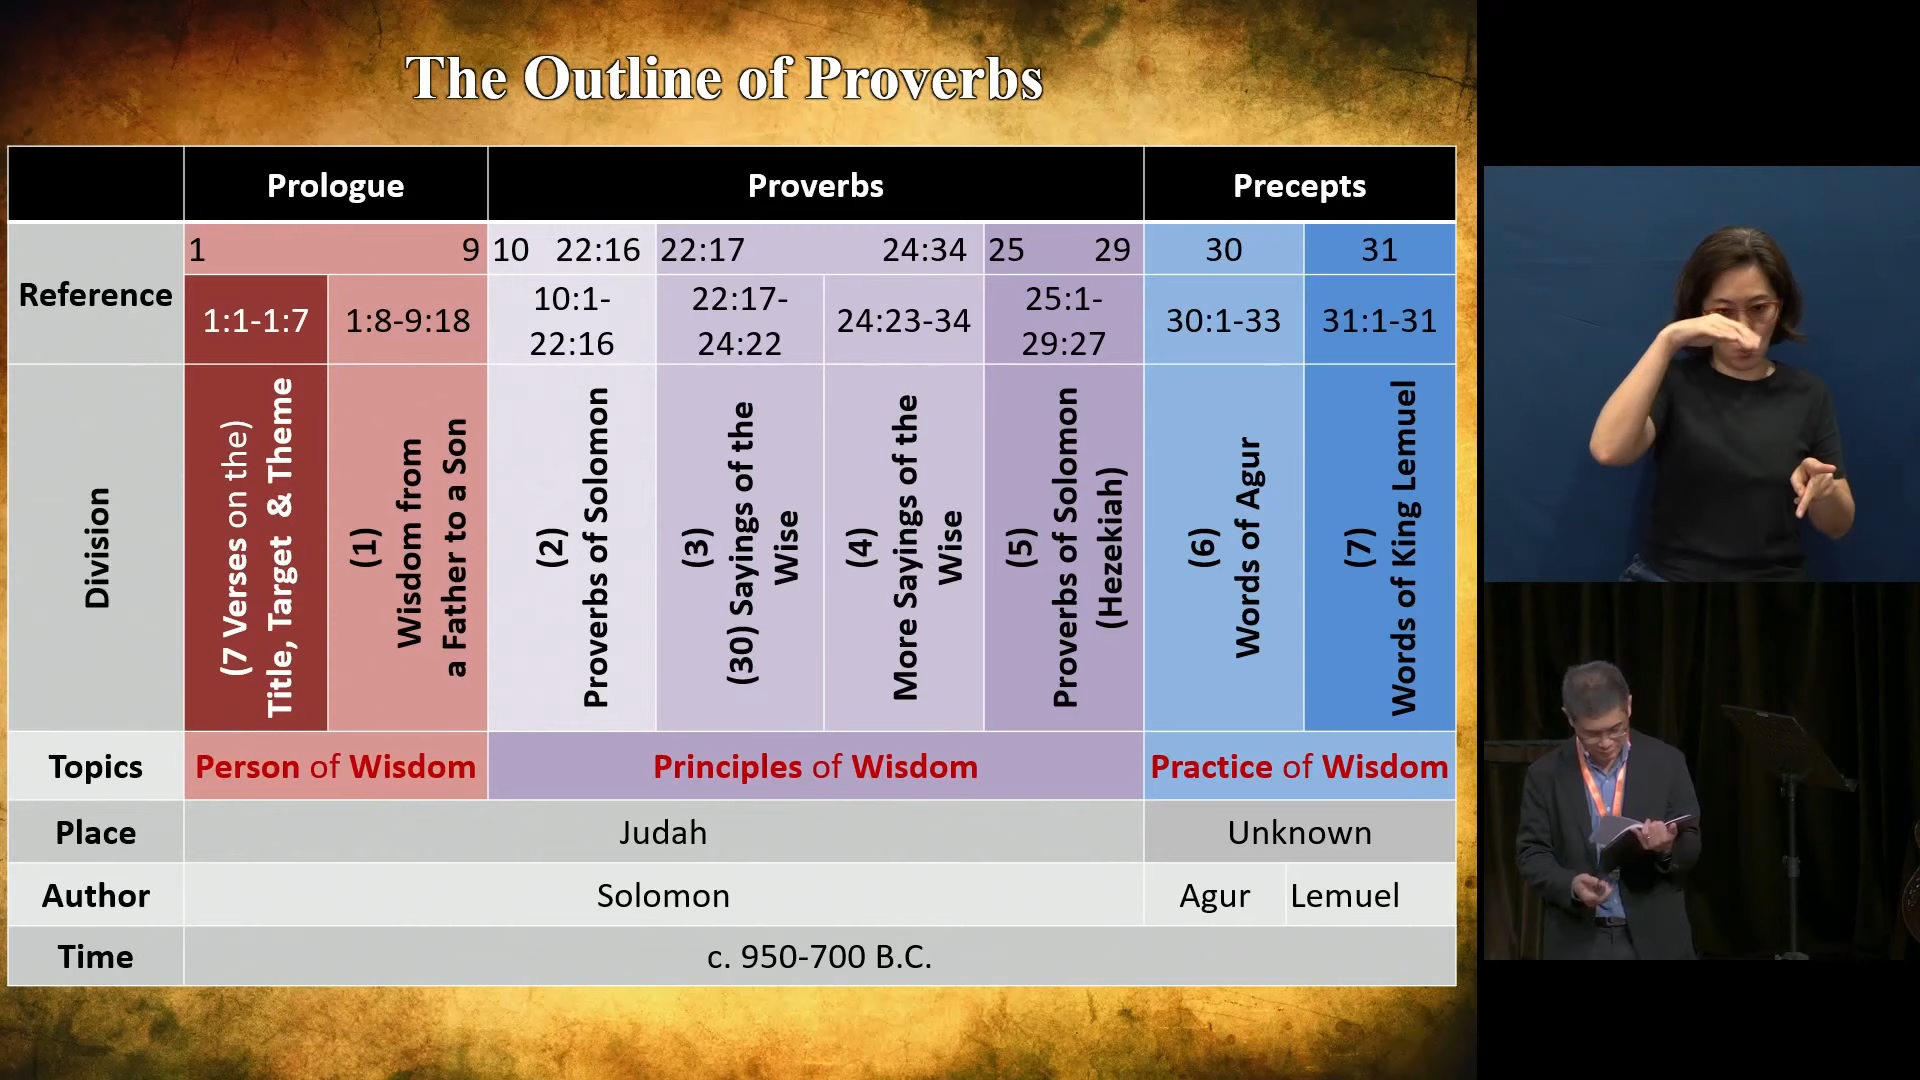 The Outline of Proverbs
Prologue
Proverbs
Precepts
Reference
1 9
10 22:16
22:17 24:34
25 29
30
31
1:1-1:7
1:8-9:18
10:1-
22:16
22:17-
24:22
24:23-34
25:1-
29:27
30:1-33
31:1-31
Division
(7 Verses on the)
Title, Target & Theme
(1)
Wisdom from
a Father to a Son
(2)
Proverbs of Solomon
(3)
(30) Sayings of the
Wise
(4)
More Sayings of the
Wise
(5)
Proverbs of Solomon
(Hezekiah)
(6)
Words of Agur
(7)
Words of King Lemuel
Topics
Person of Wisdom
Principles of Wisdom
Practice of Wisdom
Place
Judah
Unknown
Author
Solomon
Agur
Lemuel
Time
c. 950-700 B.C.